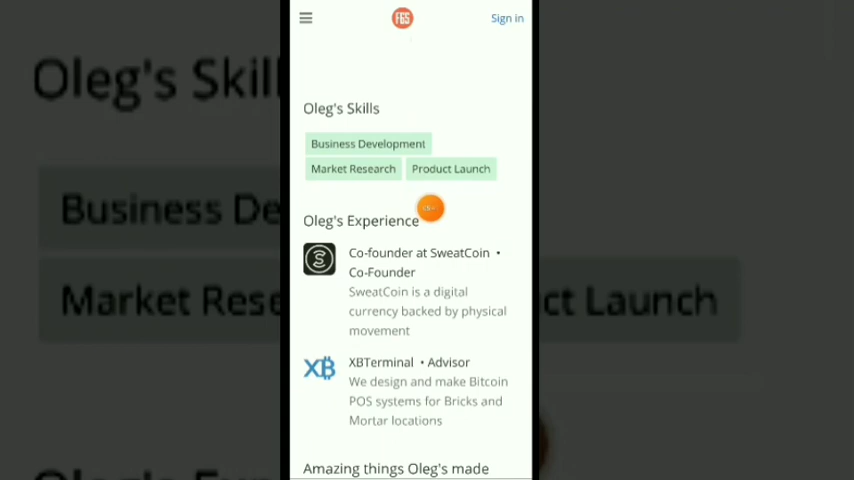 F6S
Sign in
Oleg's Skills
Business Development
Market Research
Product Launch
Oleg's Experience
Co-founder at SweatCoin •
Co-Founder
SweatCoin is a digital
currency backed by physical
movement
XB
XBTerminal • Advisor
We design and make Bitcoin
POS systems for Bricks and
Mortar locations
Amazing things Oleg's made